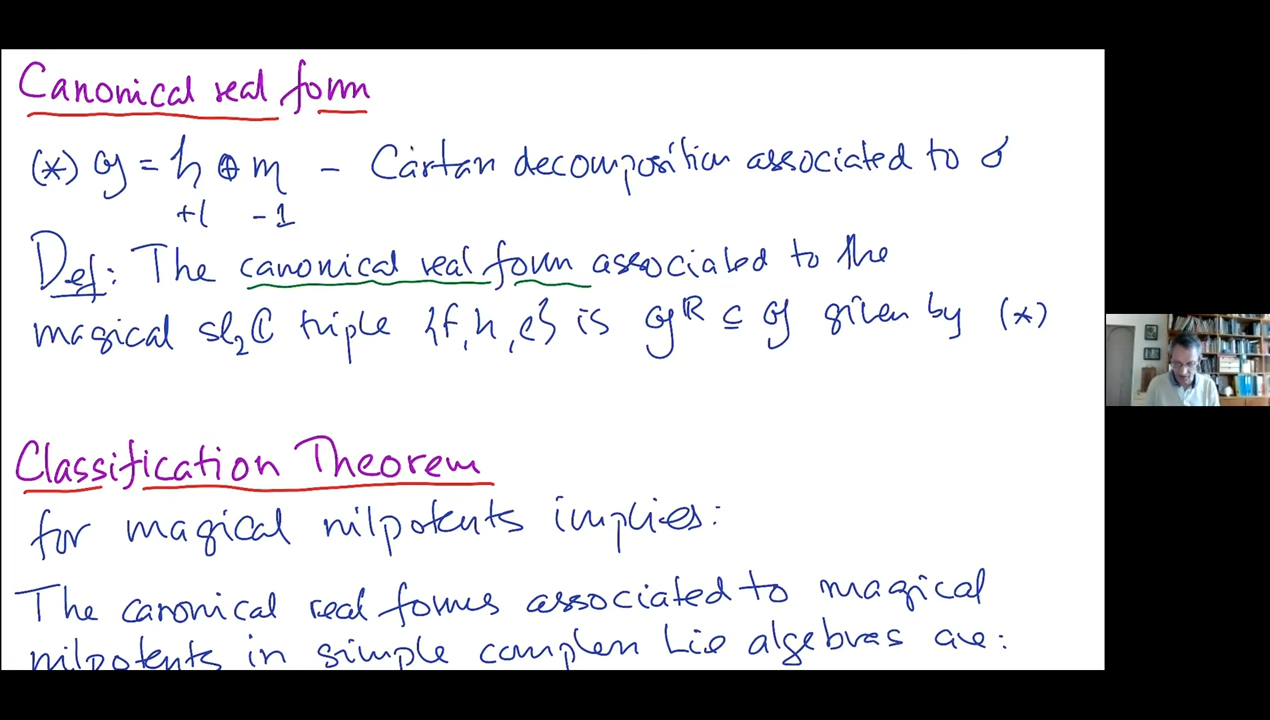 Canonical real form
(*) 𝔤 = 𝔥 ⊕ 𝔪 - Cartan decomposition associated to σ
+1 -1
Def: The canonical real form associated to the
magical sl₂ℂ triple {f, h, e} is 𝔤^ℝ ⊆ 𝔤 given by (*)
Classification Theorem
for magical nilpotents implies:
The canonical real forms associated to magical
nilpotents in simple complex Lie algebras are: